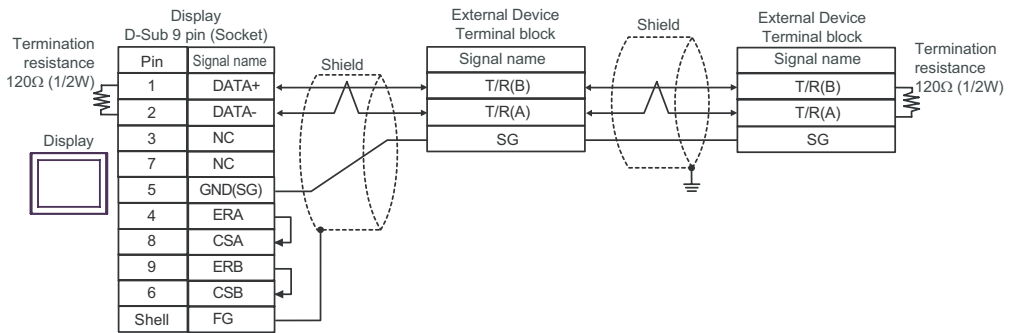 Display
D-Sub 9 pin (Socket)
Termination
resistance
120Ω (1/2W)
Display
Pin Signal name
1 DATA+
2 DATA-
3 NC
7 NC
5 GND(SG)
4 ERA
8 CSA
9 ERB
6 CSB
Shell FG
Shield
External Device
Terminal block
Signal name
T/R(B)
T/R(A)
SG
Shield
External Device
Terminal block
Signal name
T/R(B)
T/R(A)
SG
Termination
resistance
120Ω (1/2W)